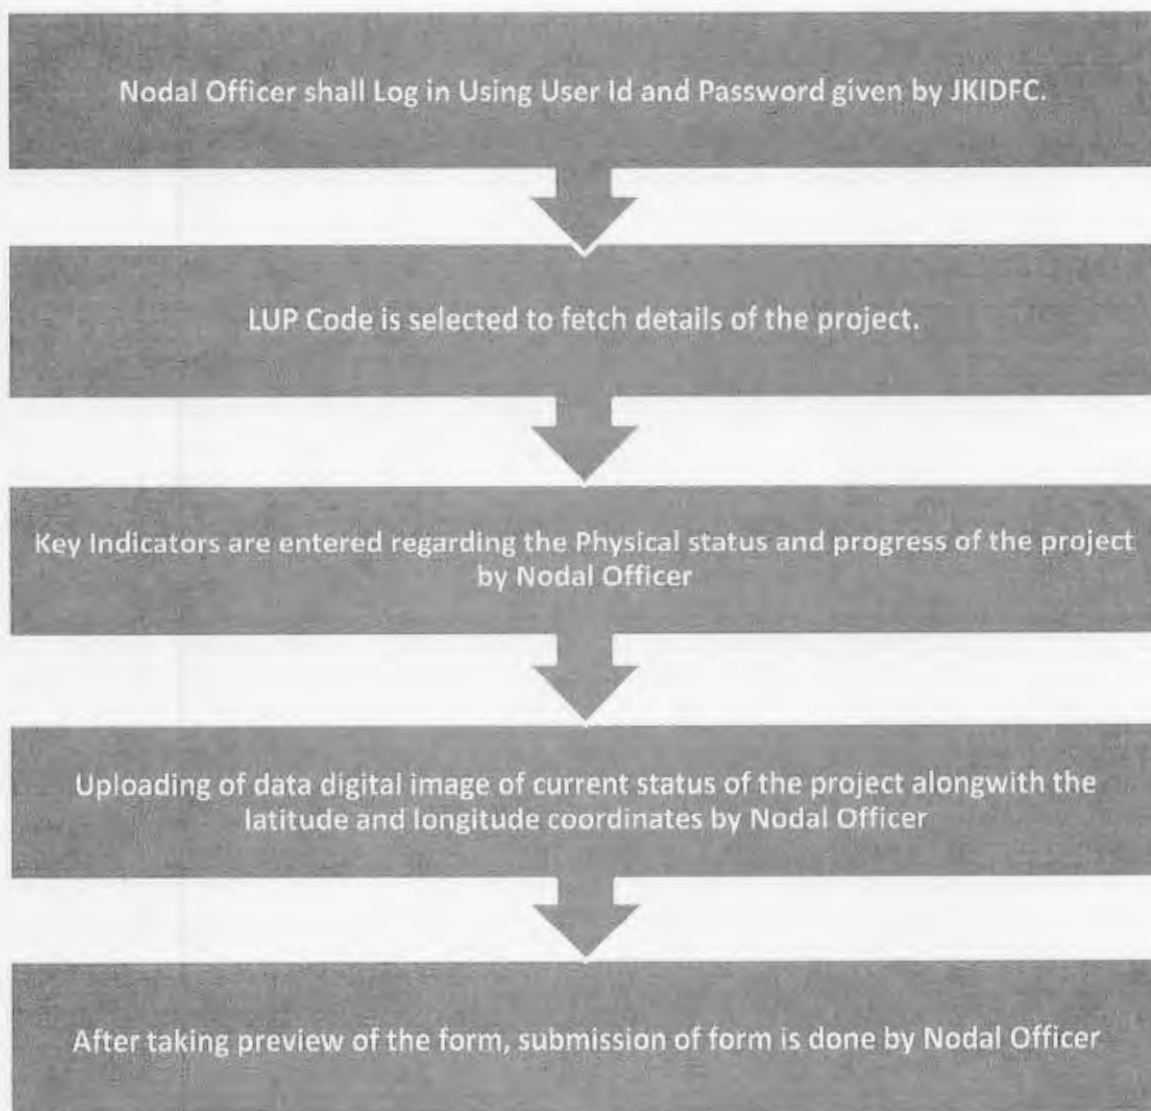 Nodal Officer shall Log in Using User Id and Password given by JKIDFC.
LUP Code is selected to fetch details of the project.
Key Indicators are entered regarding the Physical status and progress of the project
by Nodal Officer
Uploading of data digital image of current status of the project alongwith the
latitude and longitude coordinates by Nodal Officer
After taking preview of the form, submission of form is done by Nodal Officer